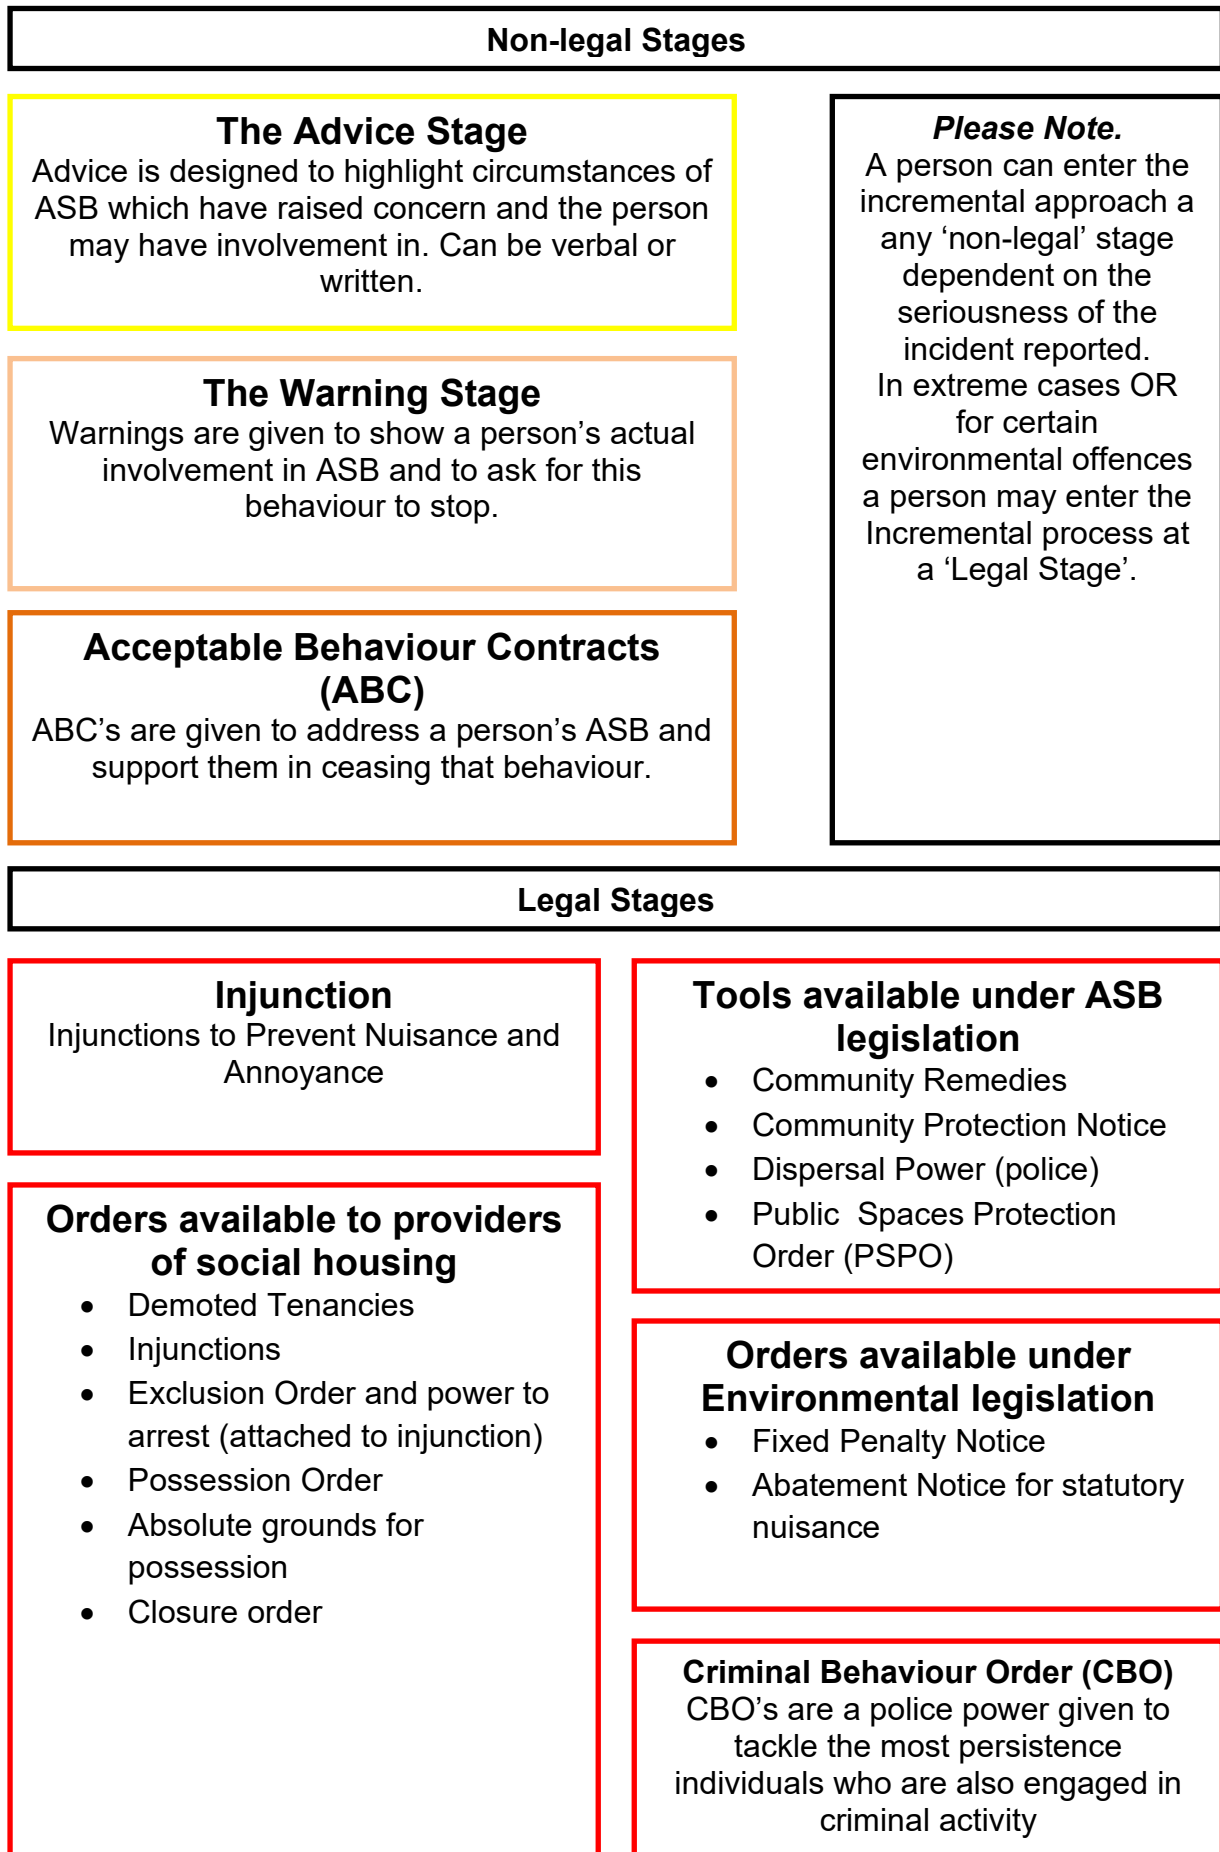 Non-legal Stages
The Advice Stage
Advice is designed to highlight circumstances of
ASB which have raised concern and the person
may have involvement in. Can be verbal or
written.
The Warning Stage
Warnings are given to show a person’s actual
involvement in ASB and to ask for this
behaviour to stop.
Acceptable Behaviour Contracts
(ABC)
ABC’s are given to address a person’s ASB and
support them in ceasing that behaviour.
Please Note.
A person can enter the
incremental approach a
any ‘non-legal’ stage
dependent on the
seriousness of the
incident reported.
In extreme cases OR
for certain
environmental offences
a person may enter the
Incremental process at
a ‘Legal Stage’.
Legal Stages
Injunction
Injunctions to Prevent Nuisance and
Annoyance
Orders available to providers
of social housing
• Demoted Tenancies
• Injunctions
• Exclusion Order and power to
arrest (attached to injunction)
• Possession Order
• Absolute grounds for
possession
• Closure order
Tools available under ASB
legislation
• Community Remedies
• Community Protection Notice
• Dispersal Power (police)
• Public  Spaces Protection
Order (PSPO)
Orders available under
Environmental legislation
• Fixed Penalty Notice
• Abatement Notice for statutory
nuisance
Criminal Behaviour Order (CBO)
CBO’s are a police power given to
tackle the most persistence
individuals who are also engaged in
criminal activity